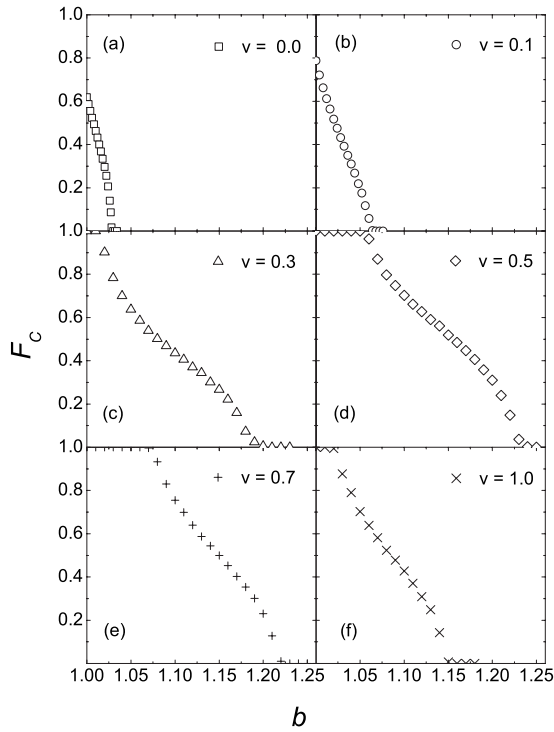 1.0 (a) v = 0.0 (b) v = 0.1
0.8
0.6
0.4
0.2
1.0 v = 0.3 v = 0.5
0.8
0.6
0.4
0.2 (c) (d)
1.0 v = 0.7 v = 1.0
0.8
0.6
0.4
0.2 (e) (f)
1.00 1.05 1.10 1.15 1.20 1.25 1.05 1.10 1.15 1.20 1.25
F_C
b